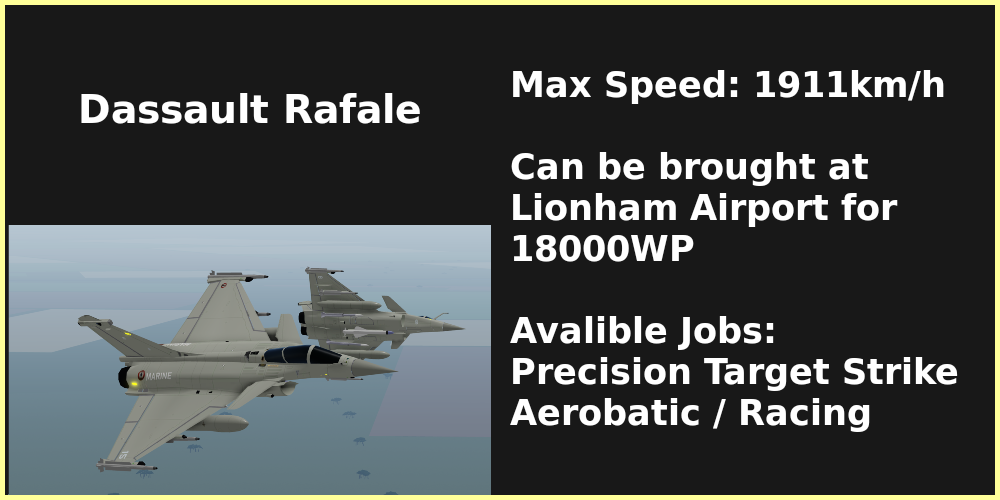 Dassault Rafale
Max Speed: 1911km/h
Can be brought at
Lionham Airport for
18000WP
Avalible Jobs:
Precision Target Strike
Aerobatic / Racing
MARINE